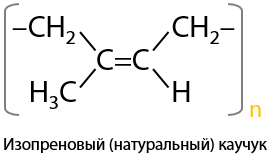 –CH₂ CH₂–
C=C
H₃C H
n
Изопреновый (натуральный) каучук